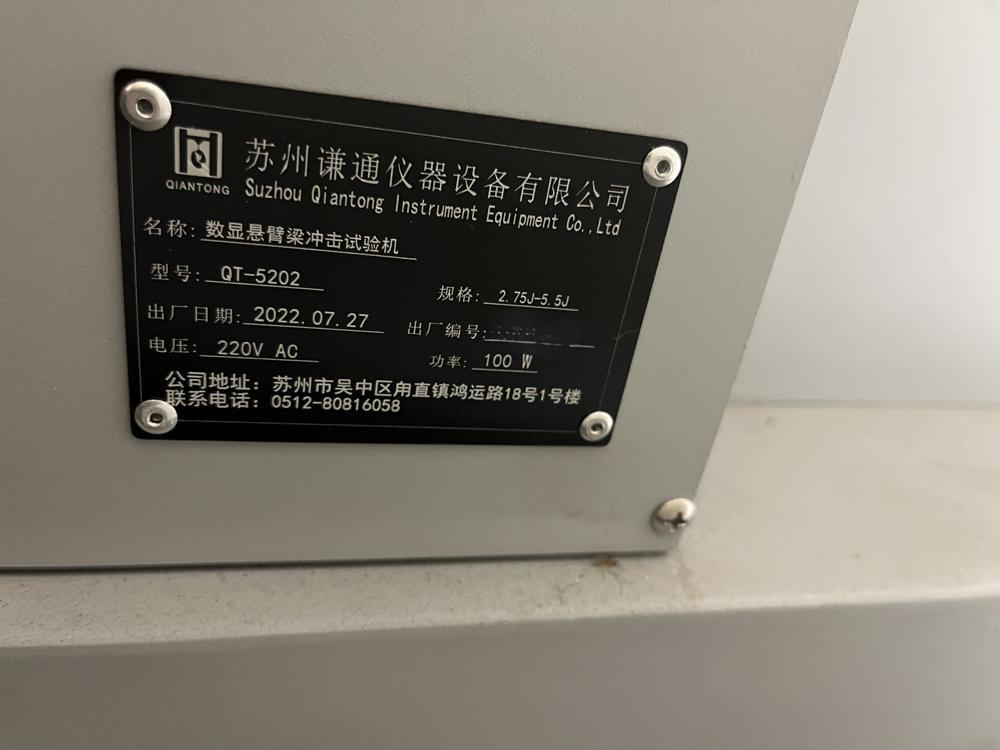 苏州谦通仪器设备有限公司
QIANTONG
Suzhou Qiantong Instrument Equipment Co.,Ltd
名称: 数显悬臂梁冲击试验机
型号: QT-5202
规格: 2.75J-5.5J
出厂日期: 2022.07.27
出厂编号:
电压: 220V AC
功率: 100 W
公司地址: 苏州市吴中区甪直镇鸿运路18号1号楼
联系电话: 0512-80816058